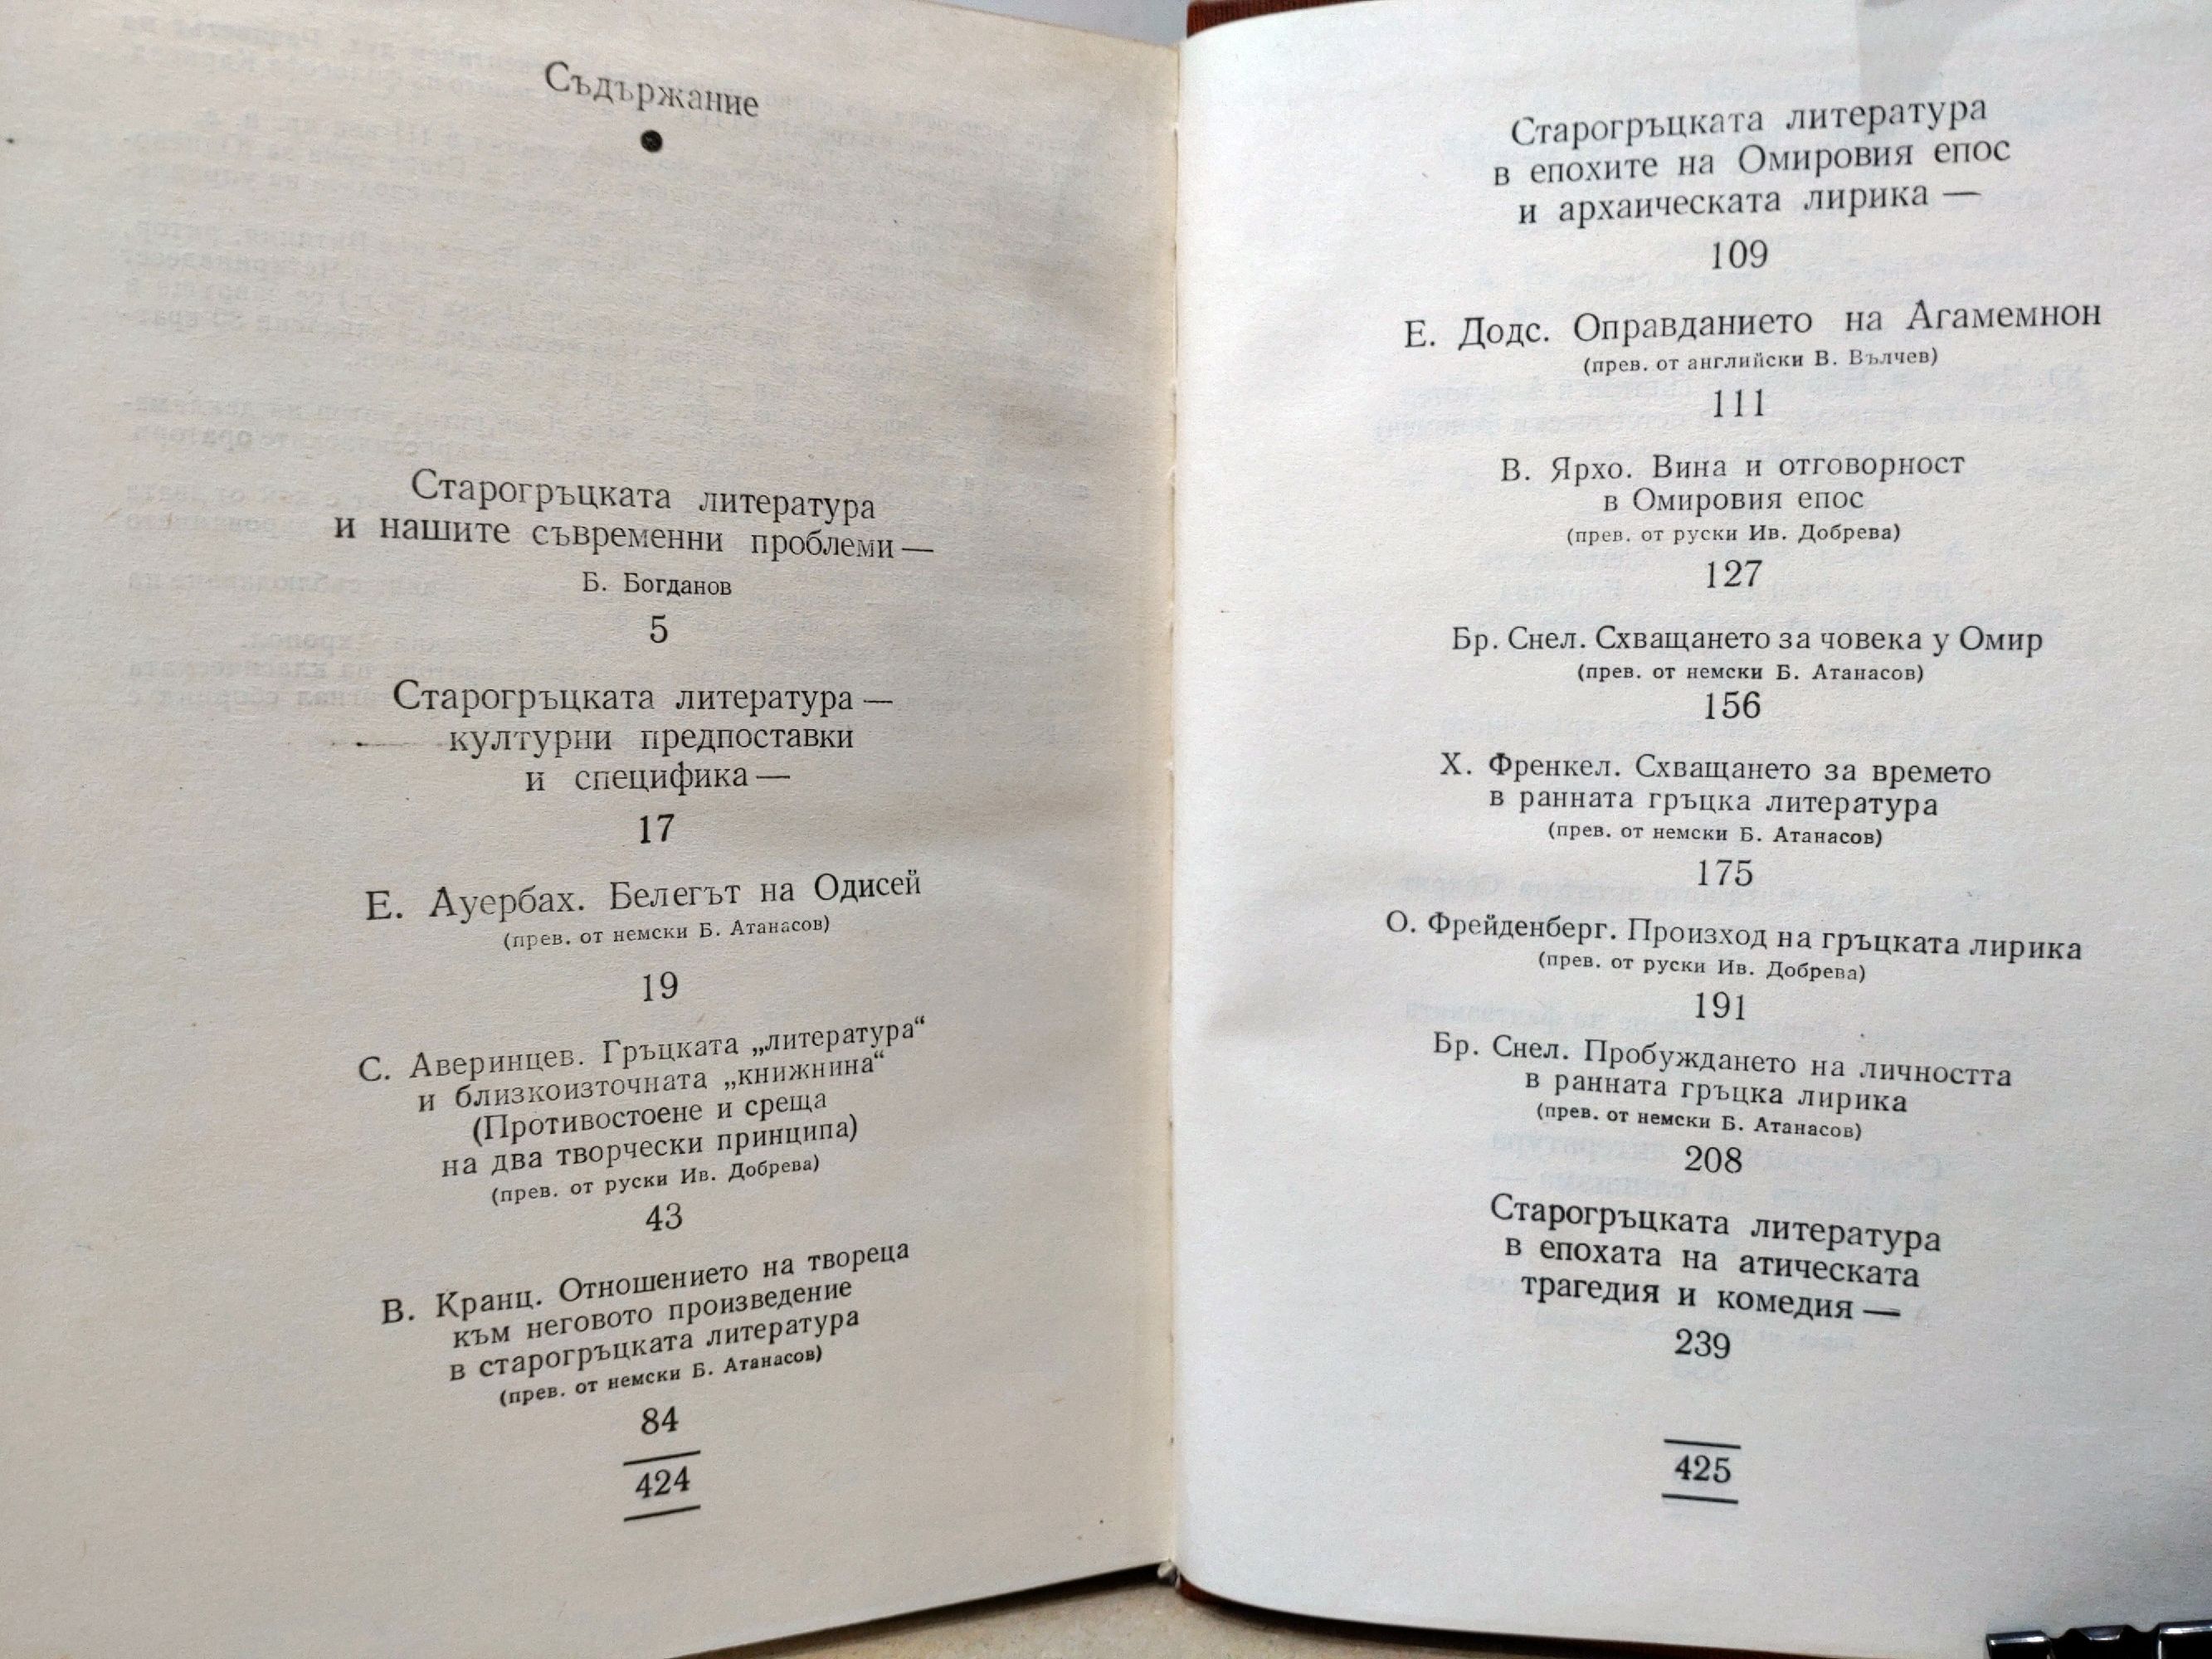 Съдържание
Старогръцката литература
и нашите съвременни проблеми —
Б. Богданов
5
Старогръцката литература —
културни предпоставки
и специфика —
17
Е. Ауербах. Белегът на Одисей
(прев. от немски Б. Атанасов)
19
С. Аверинцев. Гръцката „литература“
и близкоизточната „книжнина“
(Противостоене и среща
на два творчески принципа)
(прев. от руски Ив. Добрева)
43
В. Кранц. Отношението на твореца
към неговото произведение
в старогръцката литература
(прев. от немски Б. Атанасов)
84
424
Старогръцката литература
в епохите на Омировия епос
и архаическата лирика —
109
Е. Додс. Оправданието на Агамемнон
(прев. от английски В. Вълчев)
111
В. Ярхо. Вина и отговорност
в Омировия епос
(прев. от руски Ив. Добрева)
127
Бр. Снел. Схващането за човека у Омир
(прев. от немски Б. Атанасов)
156
Х. Френкел. Схващането за времето
в ранната гръцка литература
(прев. от немски Б. Атанасов)
175
О. Фрейденберг. Произход на гръцката лирика
(прев. от руски Ив. Добрева)
191
Бр. Снел. Пробуждането на личността
в ранната гръцка лирика
(прев. от немски Б. Атанасов)
208
Старогръцката литература
в епохата на атическата
трагедия и комедия —
239
425